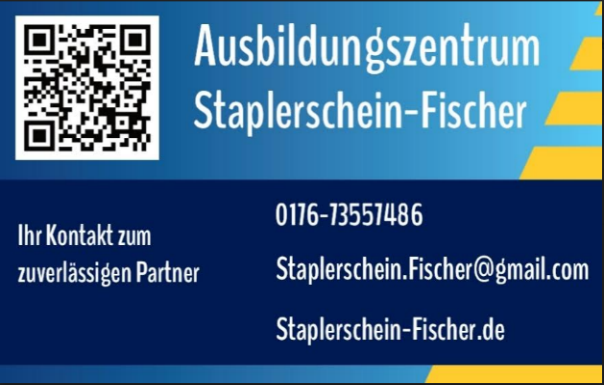 Ausbildungszentrum
Staplerschein-Fischer
Ihr Kontakt zum
zuverlässigen Partner
0176-73557486
Staplerschein.Fischer@gmail.com
Staplerschein-Fischer.de